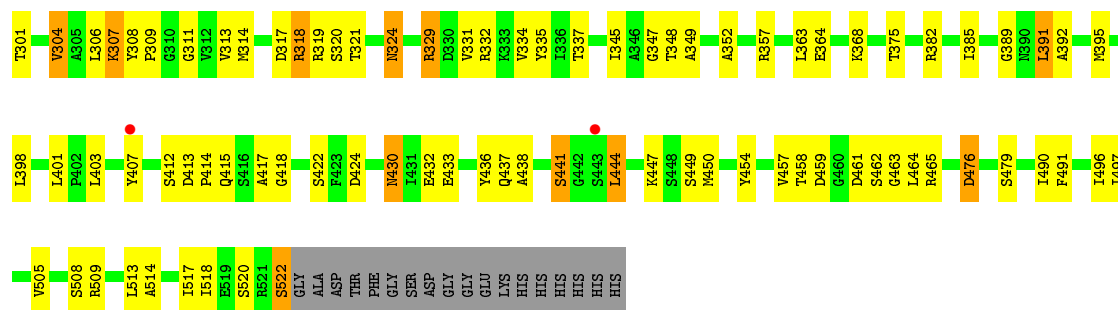 T301 V304 A305 L306 K307 Y308 P309 G310 G311 V312 V313 M314 D317 R318 R319 S320 T321 N324 R329 D330 V331 R332 K333 V334 Y335 I336 T337 I345 A346 G347 T348 A349 A352 R357 L363 E364 K368 T375 R382 I385 G389 N390 L391 A392 M395
L398 L401 P402 L403 Y407 S412 D413 P414 Q415 S416 A417 G418 S422 F423 D424 N430 I431 E432 E433 Y436 Q437 A438 S441 G442 S443 L444 K447 S448 S449 M450 Y454 V457 T458 D459 G460 D461 S462 G463 L464 R465 D476 S479 I490 F491 I496
V505 S508 R509 L513 A514 I517 I518 E519 S520 R521 S522 GLY ALA ASP THR PHE GLY SER ASP GLY GLY GLU LYS HIS HIS HIS HIS HIS HIS